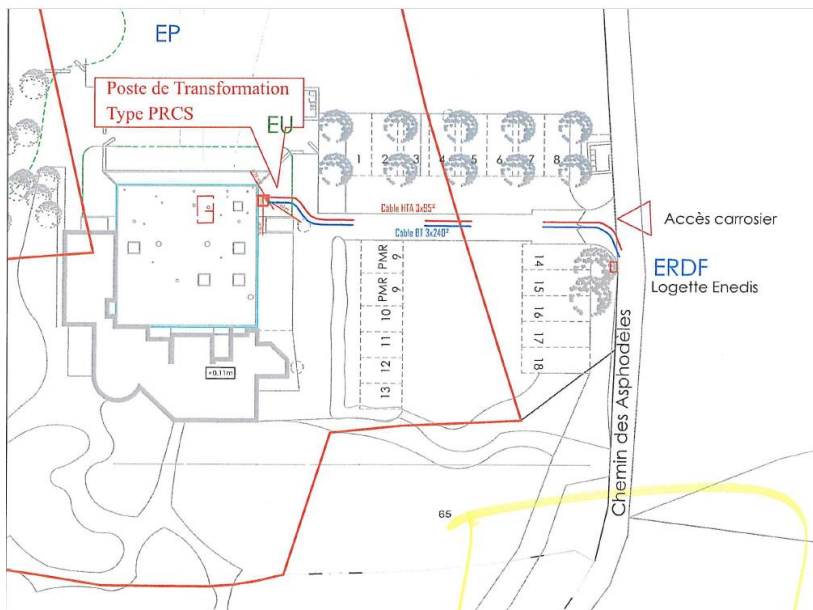 EP
Poste de Transformation
Type PRCS
EU
1 2 3 4 5 6 7 8
Cable HTA 3x95²
Cable BT 3x240²
Accès carrosier
ERDF
Logette Enedis
PMR 9
PMR 9
10
11
12
13
14
15
16
17
18
+0.11m
Chemin des Asphodèles
65